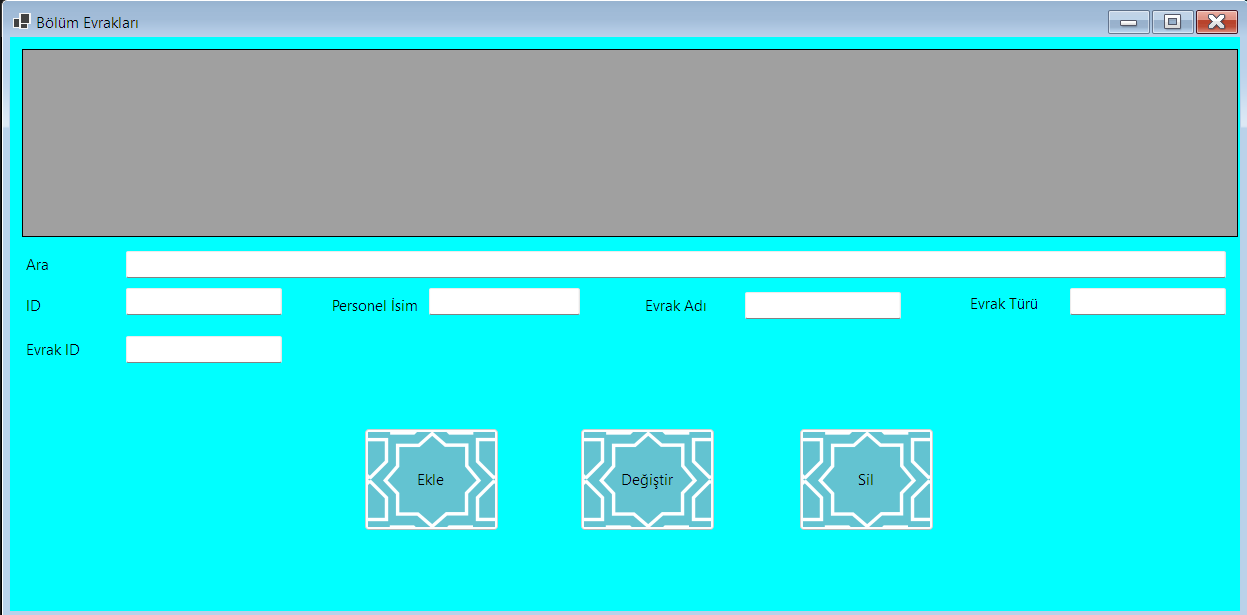 Bölüm Evrakları
Ara
ID
Personel İsim
Evrak Adı
Evrak Türü
Evrak ID
Ekle
Değiştir
Sil